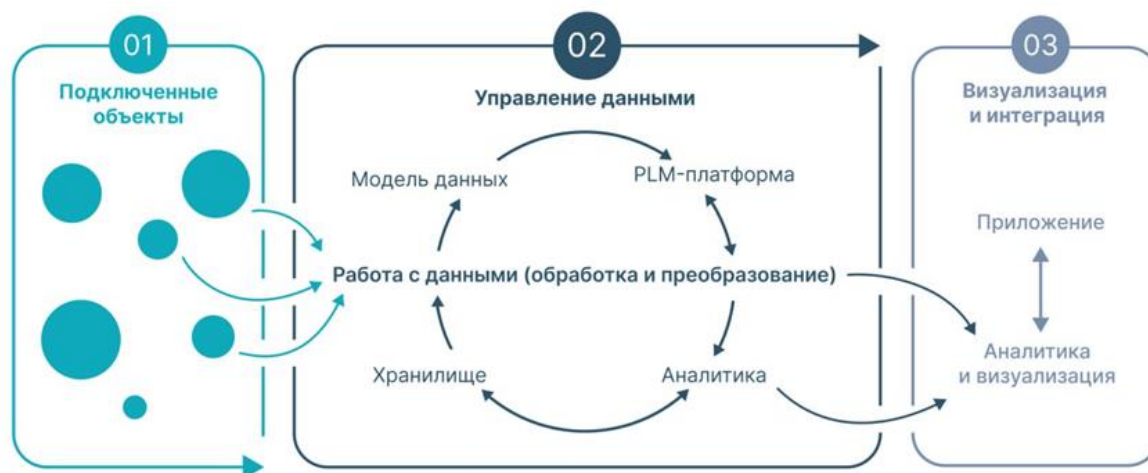 01
Подключенные
объекты
02
Управление данными
Модель данных
PLM-платформа
Работа с данными (обработка и преобразование)
Хранилище
Аналитика
03
Визуализация
и интеграция
Приложение
Аналитика
и визуализация